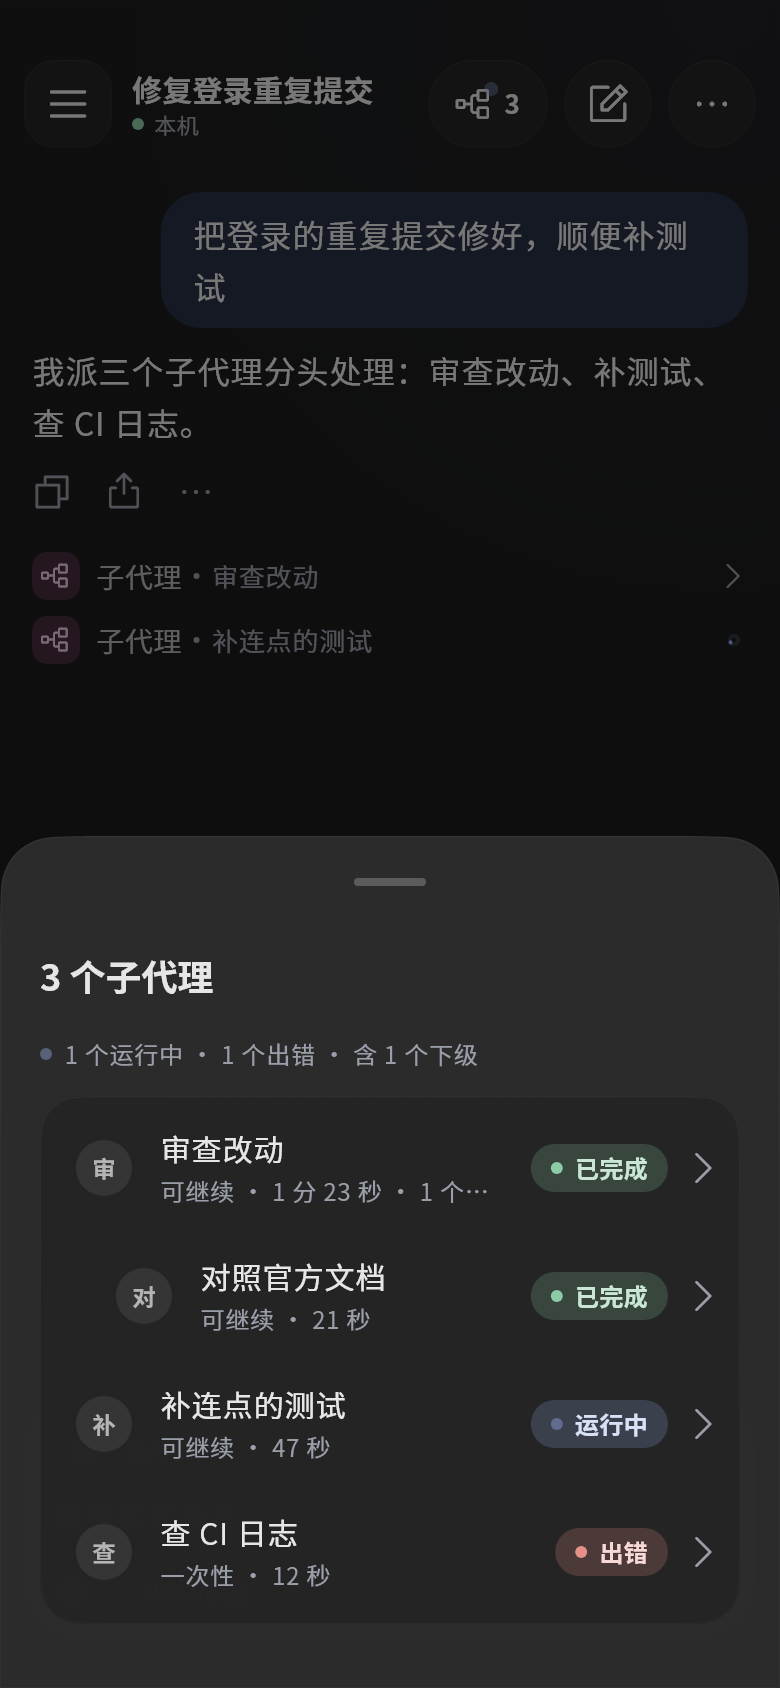 修复登录重复提交
本机
3
把登录的重复提交修好，顺便补测
试
我派三个子代理分头处理：审查改动、补测试、
查 CI 日志。
子代理 · 审查改动
子代理 · 补连点的测试
3 个子代理
1 个运行中 · 1 个出错 · 含 1 个下级
审
审查改动
可继续 · 1 分 23 秒 · 1 个…
已完成
对
对照官方文档
可继续 · 21 秒
已完成
补
补连点的测试
可继续 · 47 秒
运行中
查
查 CI 日志
一次性 · 12 秒
出错